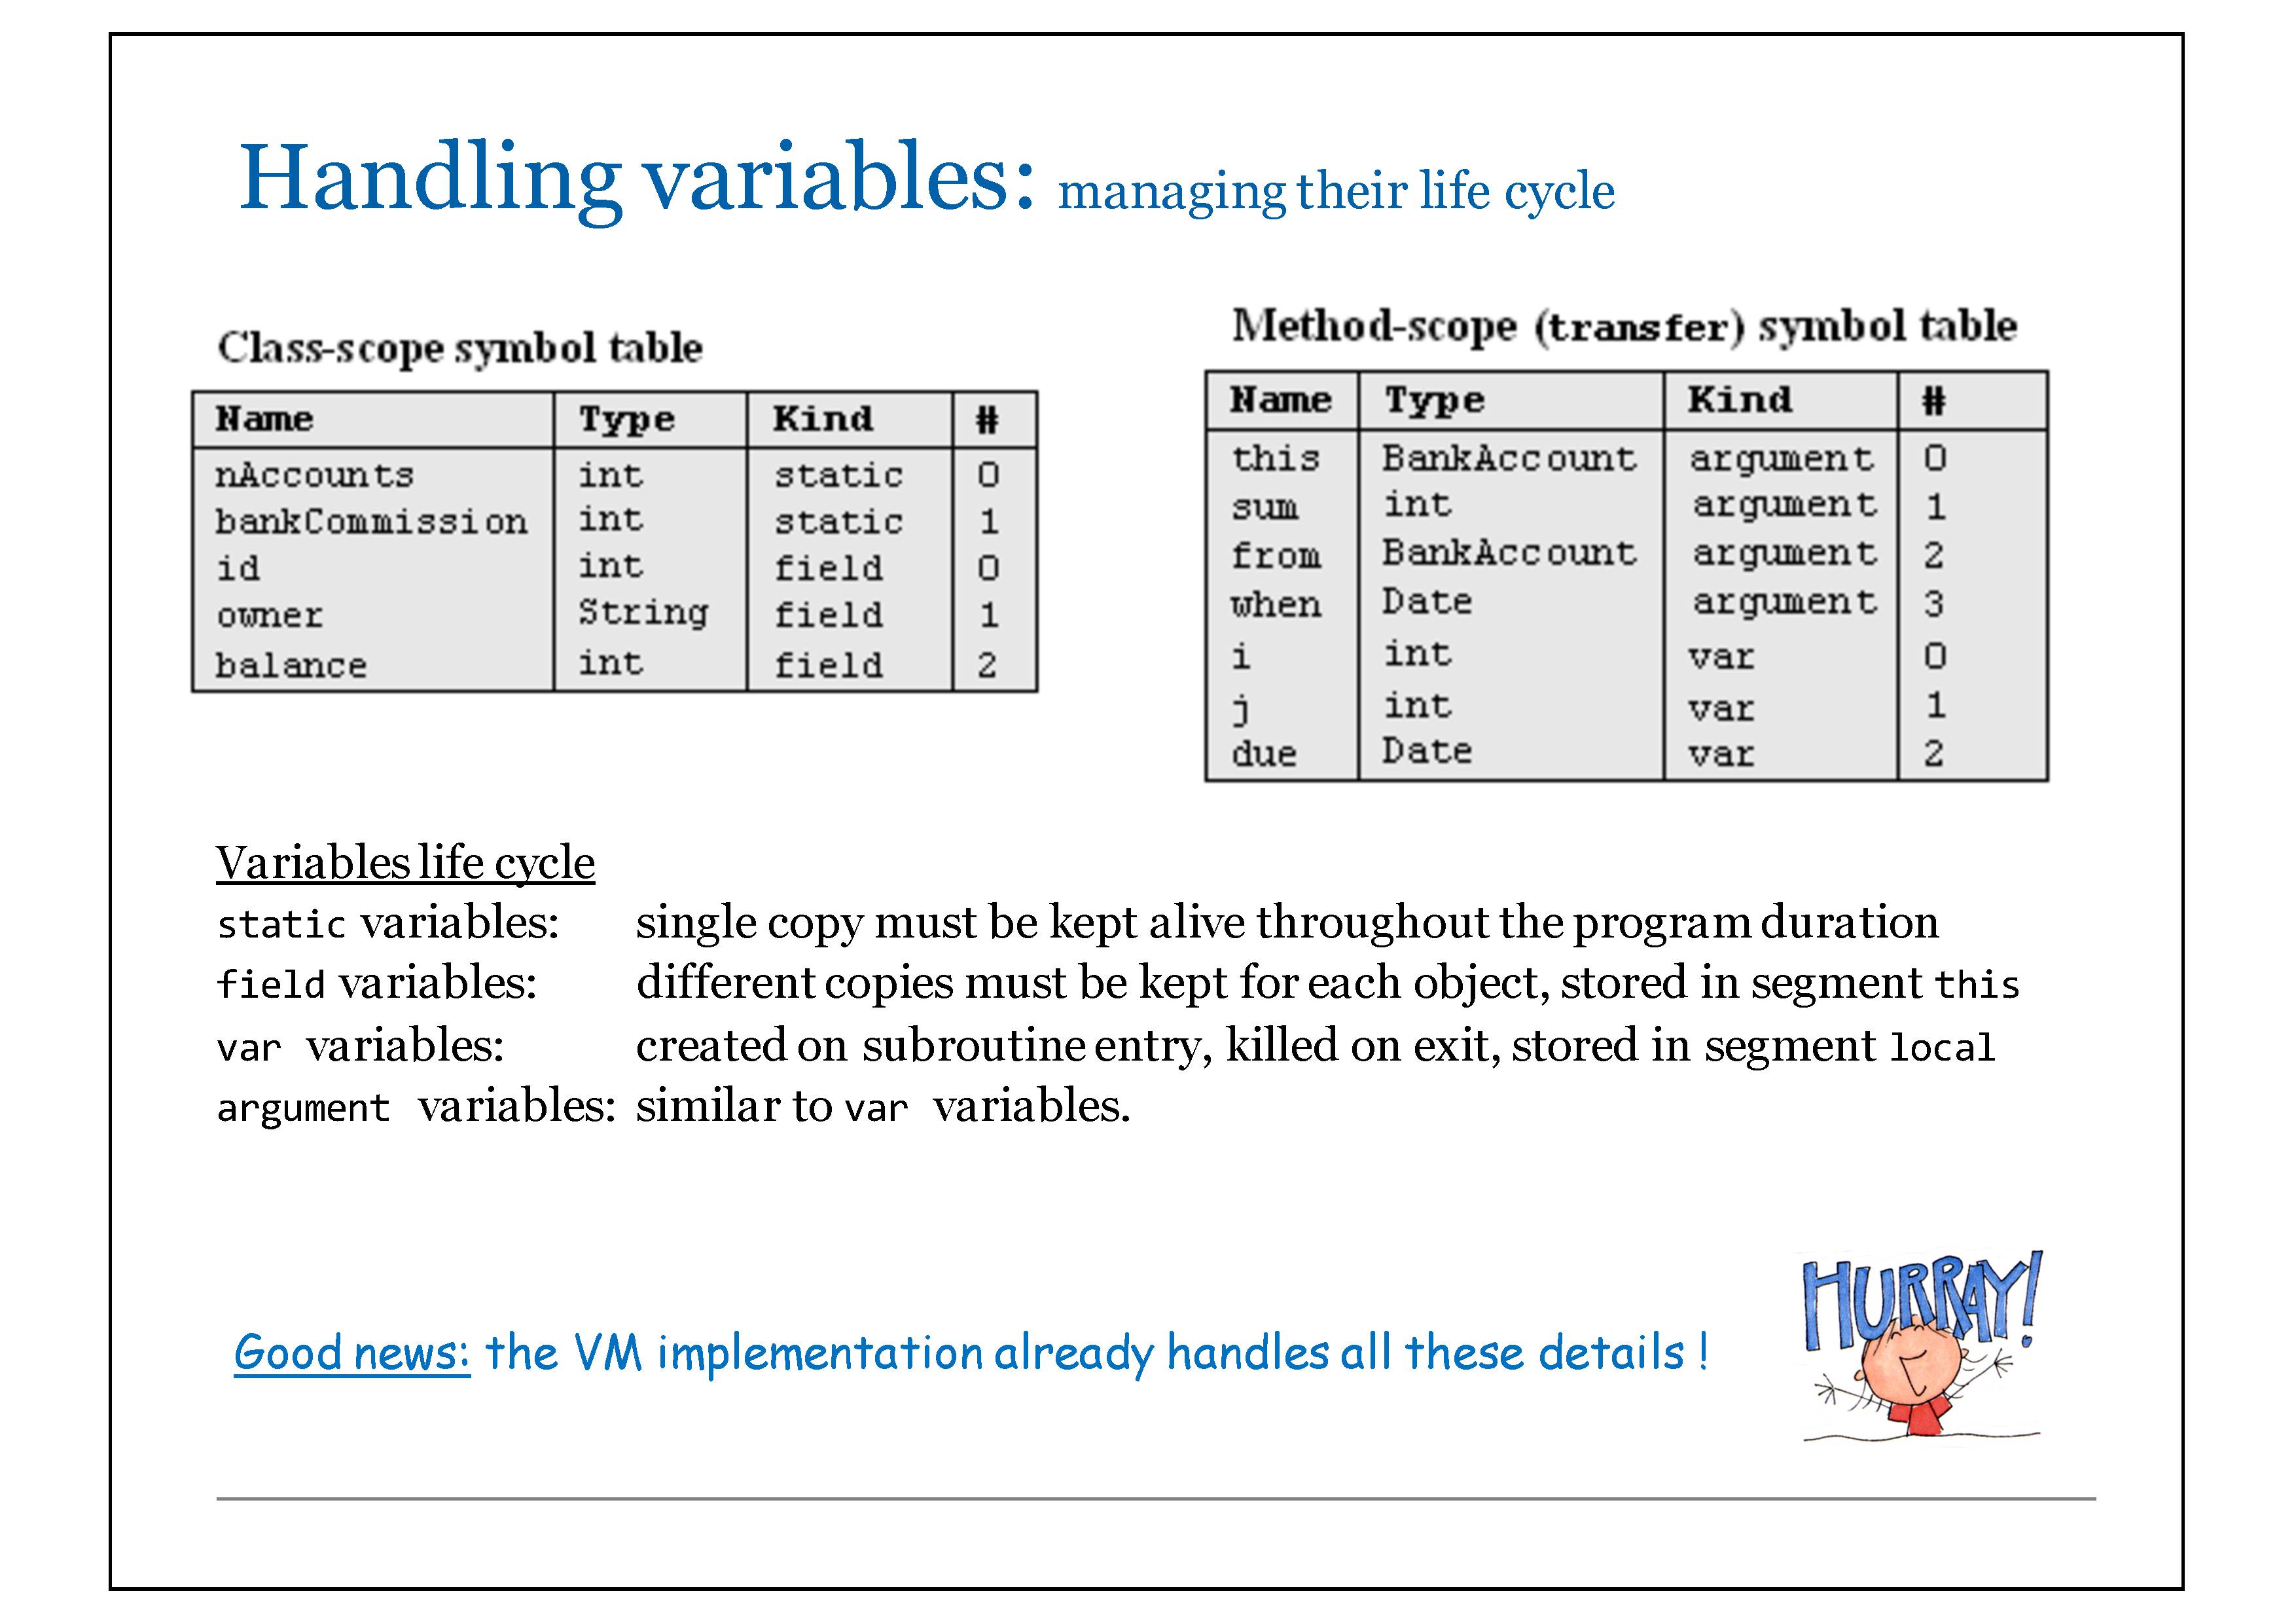 Handling variables: managing their life cycle
Class-scope symbol table
Name Type Kind #
nAccounts int static 0
bankCommission int static 1
id int field 0
owner String field 1
balance int field 2
Method-scope (transfer) symbol table
Name Type Kind #
this BankAccount argument 0
sum int argument 1
from BankAccount argument 2
when Date argument 3
i int var 0
j int var 1
due Date var 2
Variables life cycle
static variables: single copy must be kept alive throughout the program duration
field variables: different copies must be kept for each object, stored in segment this
var variables: created on subroutine entry, killed on exit, stored in segment local
argument variables: similar to var variables.
HURRAY!
Good news: the VM implementation already handles all these details !